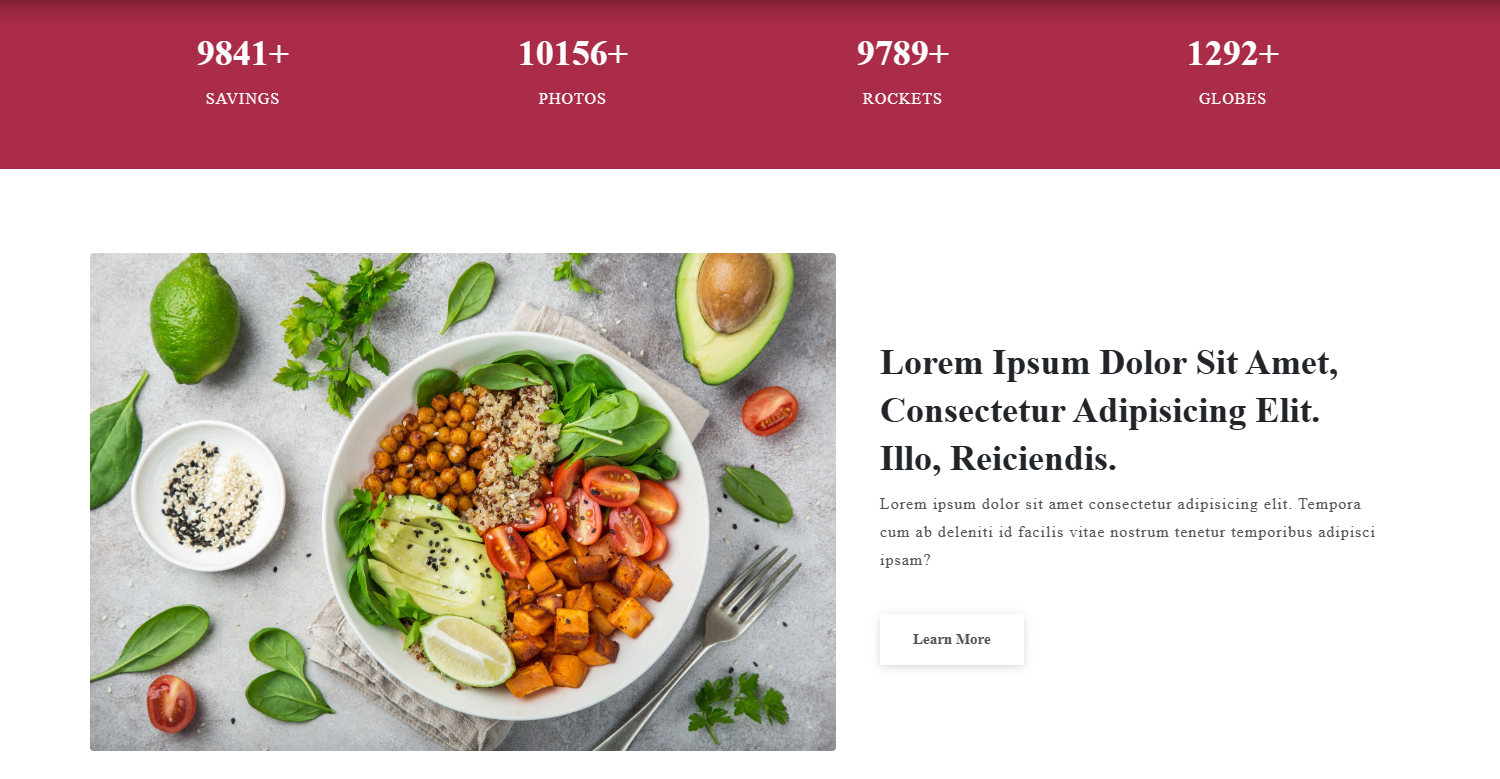 9841+ 10156+ 9789+ 1292+
SAVINGS PHOTOS ROCKETS GLOBES
Lorem Ipsum Dolor Sit Amet,
Consectetur Adipisicing Elit.
Illo, Reiciendis.
Lorem ipsum dolor sit amet consectetur adipisicing elit. Tempora
cum ab deleniti id facilis vitae nostrum tenetur temporibus adipisci
ipsam?
Learn More